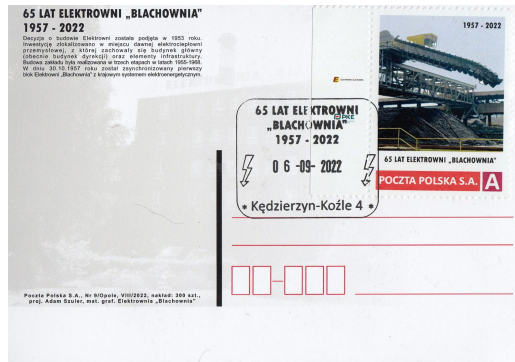 65 LAT ELEKTROWNI „BLACHOWNIA”
1957 - 2022
Decyzja o budowie Elektrowni została podjęta w 1953 roku.
Inwestycję zlokalizowano w miejscu dawnej elektrociepłowni
przemysłowej, z której zachowały się budynek główny
(obecnie budynek dyrekcji) oraz elementy infrastruktury.
Budowa zakładu była realizowana w trzech etapach w latach 1955-1968.
W dniu 30.10.1957 roku został zsynchronizowany pierwszy
blok Elektrowni „Blachownia” z krajowym systemem elektroenergetycznym.
1957 - 2022
PKE
65 LAT ELEKTROWNI „BLACHOWNIA”
POCZTA POLSKA S.A. A
65 LAT ELEKTROWNI
„BLACHOWNIA”
1957 - 2022
06 -09- 2022
* Kędzierzyn-Koźle 4 *
Poczta Polska S.A., Nr 9/Opole, VIII/2022, nakład: 300 szt.,
proj. Adam Szuler, mat. graf. Elektrownia „Blachownia”